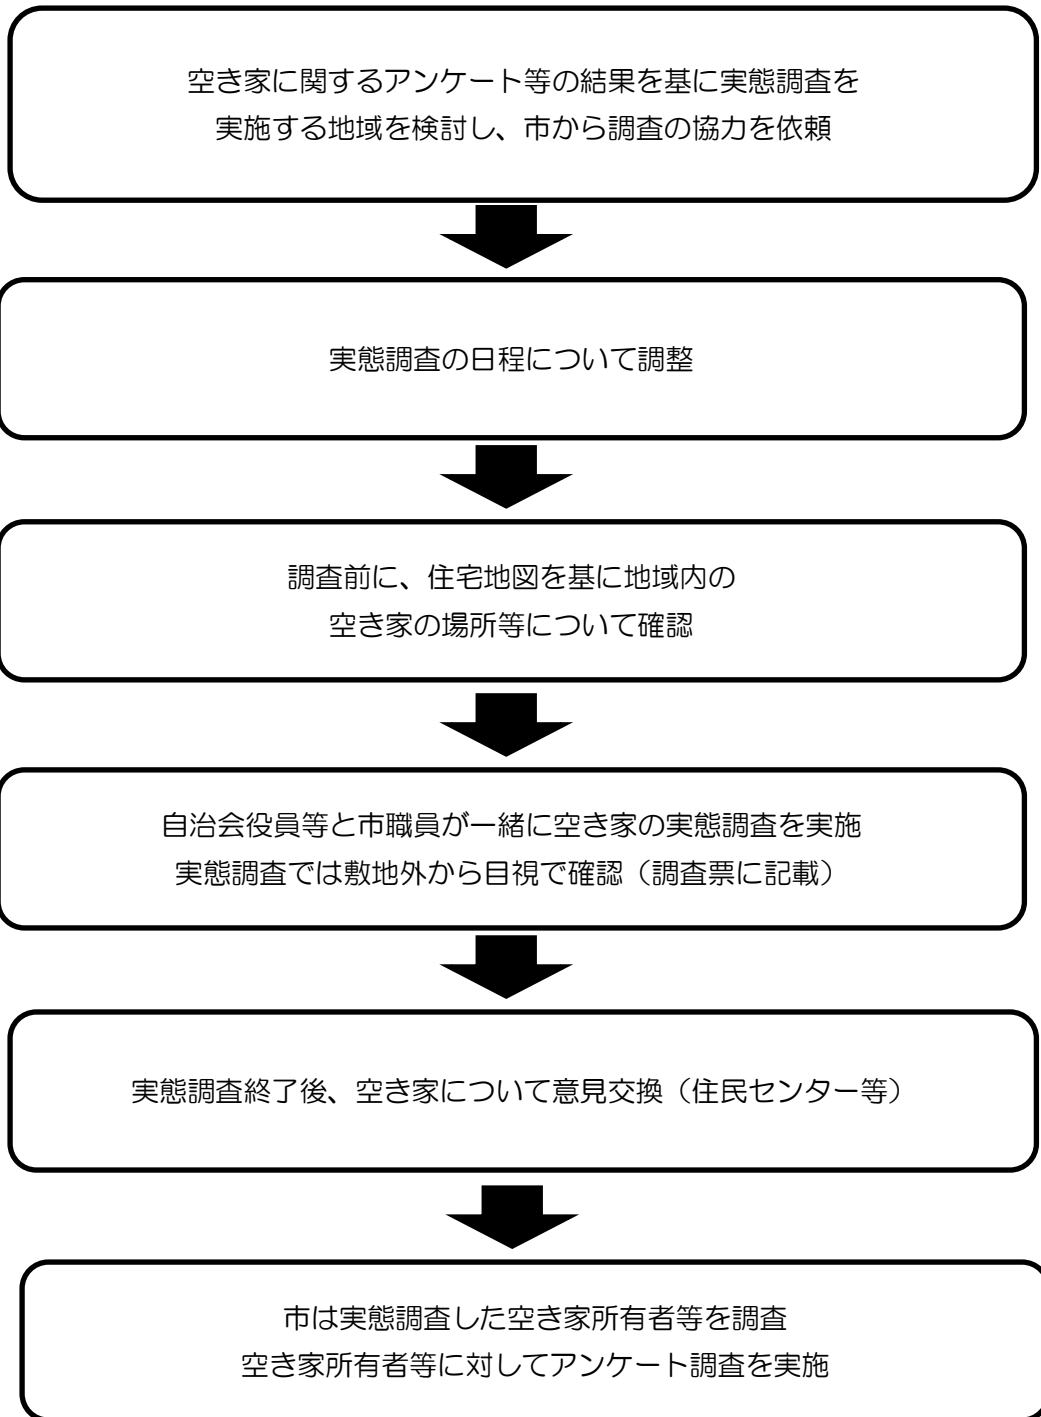 空き家に関するアンケート等の結果を基に実態調査を
実施する地域を検討し、市から調査の協力を依頼
実態調査の日程について調整
調査前に、住宅地図を基に地域内の
空き家の場所等について確認
自治会役員等と市職員が一緒に空き家の実態調査を実施
実態調査では敷地外から目視で確認（調査票に記載）
実態調査終了後、空き家について意見交換（住民センター等）
市は実態調査した空き家所有者等を調査
空き家所有者等に対してアンケート調査を実施